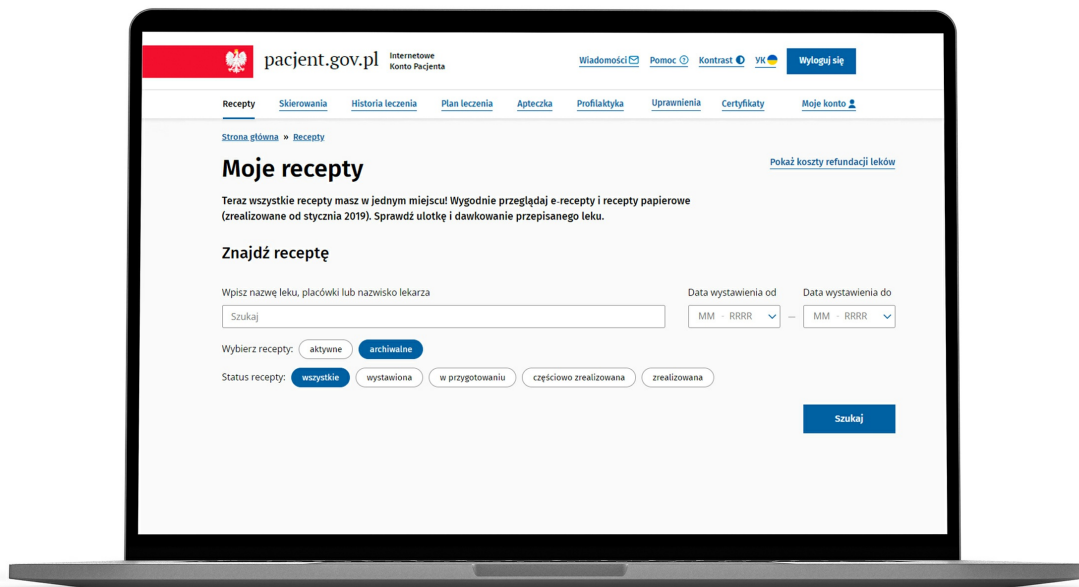 pacjent.gov.pl
Internetowe
Konto Pacjenta
Wiadomości Pomoc Kontrast УК Wyloguj się
Recepty Skierowania Historia leczenia Plan leczenia Apteczka Profilaktyka Uprawnienia Certyfikaty Moje konto
Strona główna » Recepty
Moje recepty
Pokaż koszty refundacji leków
Teraz wszystkie recepty masz w jednym miejscu! Wygodnie przeglądaj e-recepty i recepty papierowe
(zrealizowane od stycznia 2019). Sprawdź ulotkę i dawkowanie przepisanego leku.
Znajdź receptę
Wpisz nazwę leku, placówki lub nazwisko lekarza Data wystawienia od Data wystawienia do
Szukaj MM - RRRR — MM - RRRR
Wybierz recepty: aktywne archiwalne
Status recepty: wszystkie wystawiona w przygotowaniu częściowo zrealizowana zrealizowana
Szukaj